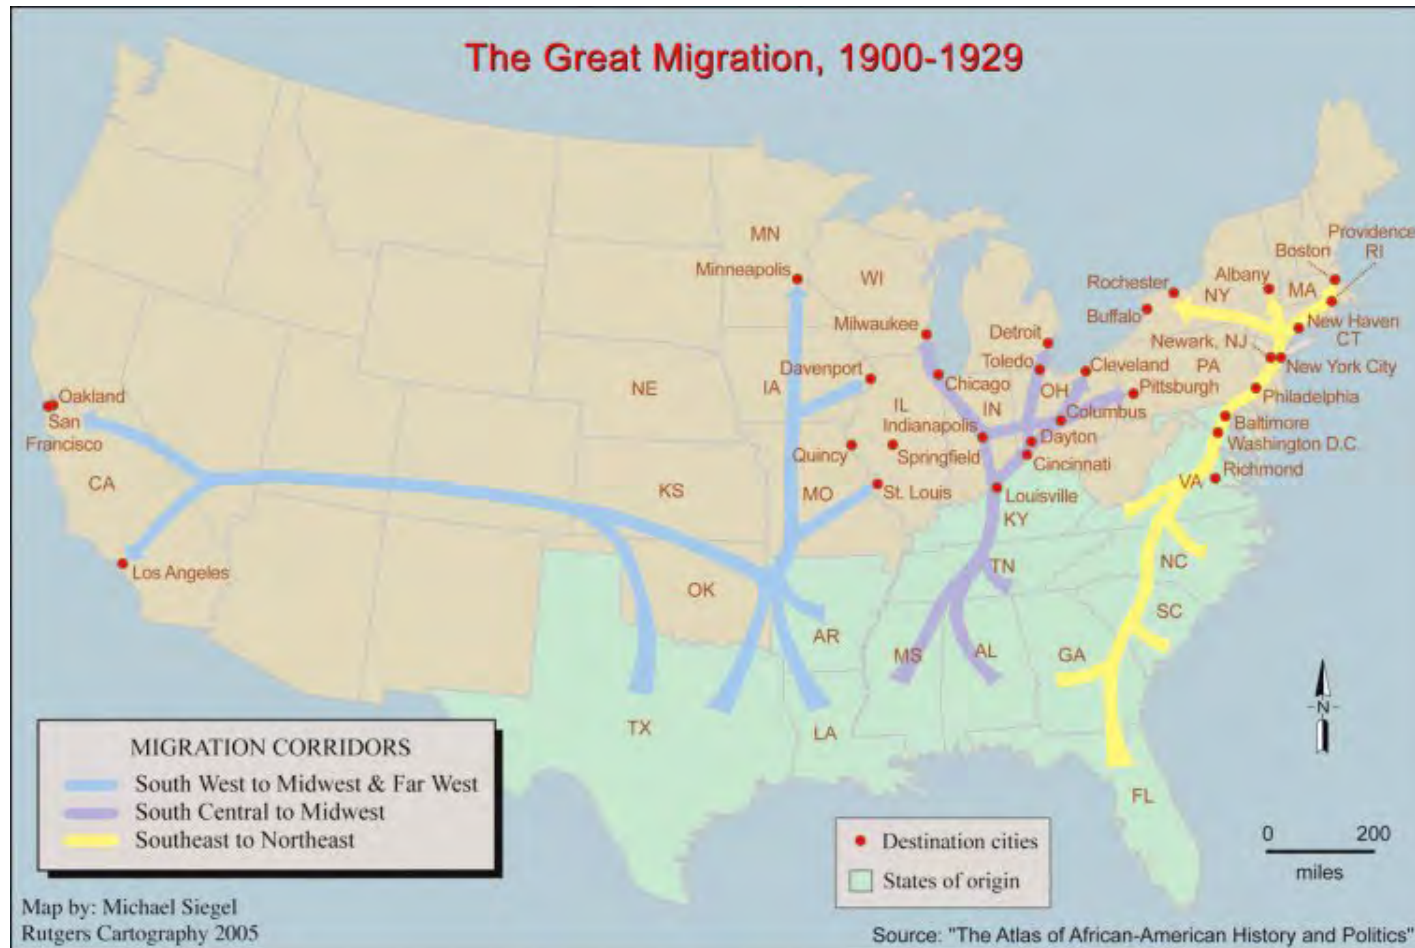 The Great Migration, 1900-1929
MN
Minneapolis
WI
Milwaukee
Detroit
Toledo
Cleveland
Pittsburgh
Rochester
Buffalo
Albany
NY
Boston
Providence
RI
MA
New Haven
CT
Newark, NJ
New York City
PA
Philadelphia
Baltimore
Washington D.C.
Richmond
VA
Davenport
Chicago
IA
NE
IL
IN
OH
Indianapolis
Columbus
Dayton
Cincinnati
Quincy
Springfield
St. Louis
Louisville
KY
MO
KS
Oakland
San
Francisco
CA
Los Angeles
OK
AR
TN
NC
SC
MS
AL
GA
TX
LA
FL
N
0 200
miles
MIGRATION CORRIDORS
South West to Midwest & Far West
South Central to Midwest
Southeast to Northeast
Destination cities
States of origin
Map by: Michael Siegel
Rutgers Cartography 2005
Source: "The Atlas of African-American History and Politics"